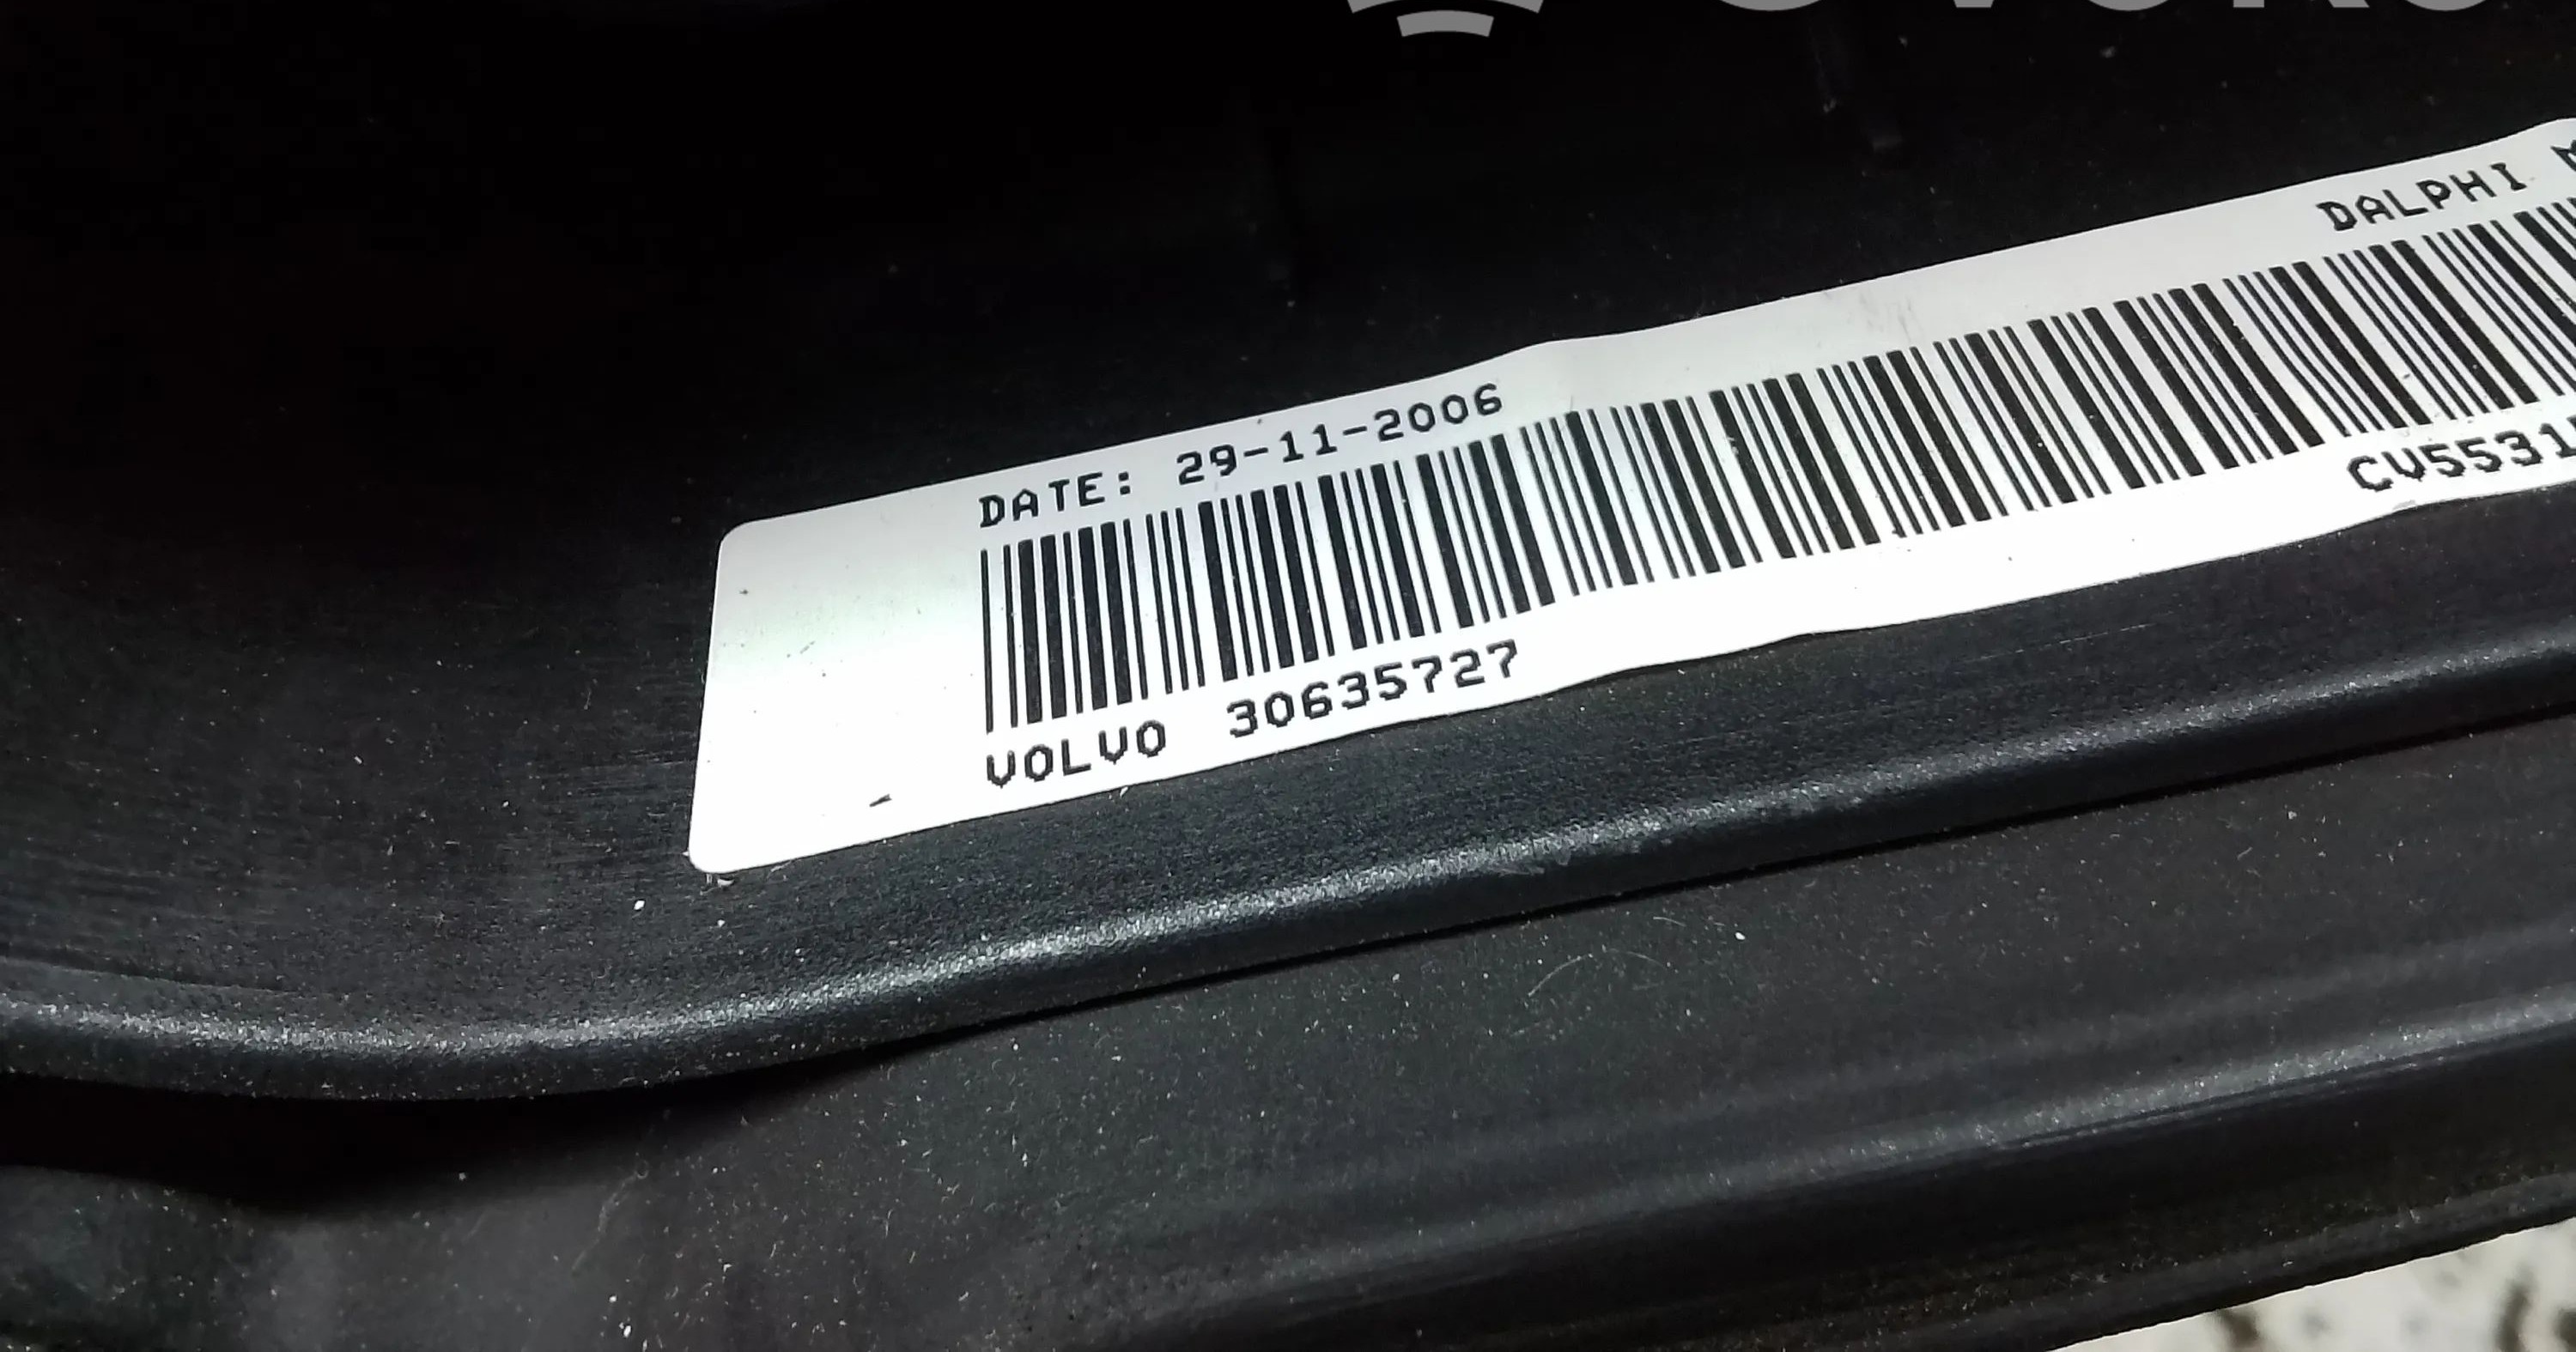 DATE: 29-11-2006
DALPHI
VOLVO 30635727
CV5531